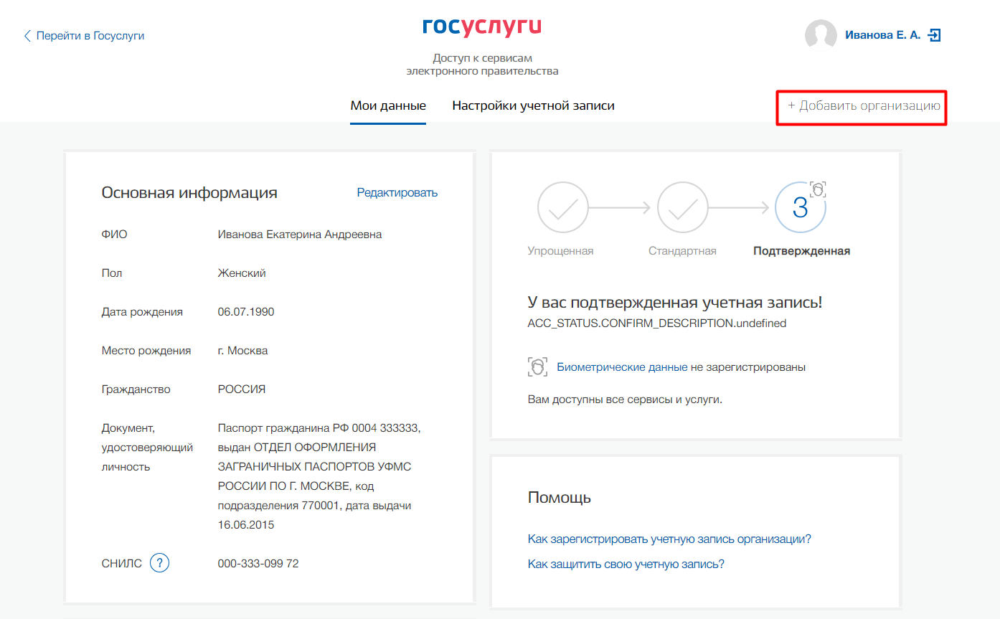 Перейти в Госуслуги
госуслуги
Иванова Е. А.
Доступ к сервисам
электронного правительства
Мои данные
Настройки учетной записи
+ Добавить организацию
Основная информация
Редактировать
ФИО
Иванова Екатерина Андреевна
Пол
Женский
Дата рождения
06.07.1990
Место рождения
г. Москва
Гражданство
РОССИЯ
Документ,
удостоверяющий
личность
Паспорт гражданина РФ 0004 333333,
выдан ОТДЕЛ ОФОРМЛЕНИЯ
ЗАГРАНИЧНЫХ ПАСПОРТОВ УФМС
РОССИИ ПО Г. МОСКВЕ, код
подразделения 770001, дата выдачи
16.06.2015
СНИЛС ?
000-333-099 72
3
Упрощенная
Стандартная
Подтвержденная
У вас подтвержденная учетная запись!
ACC_STATUS.CONFIRM_DESCRIPTION.undefined
Биометрические данные не зарегистрированы
Вам доступны все сервисы и услуги.
Помощь
Как зарегистрировать учетную запись организации?
Как защитить свою учетную запись?